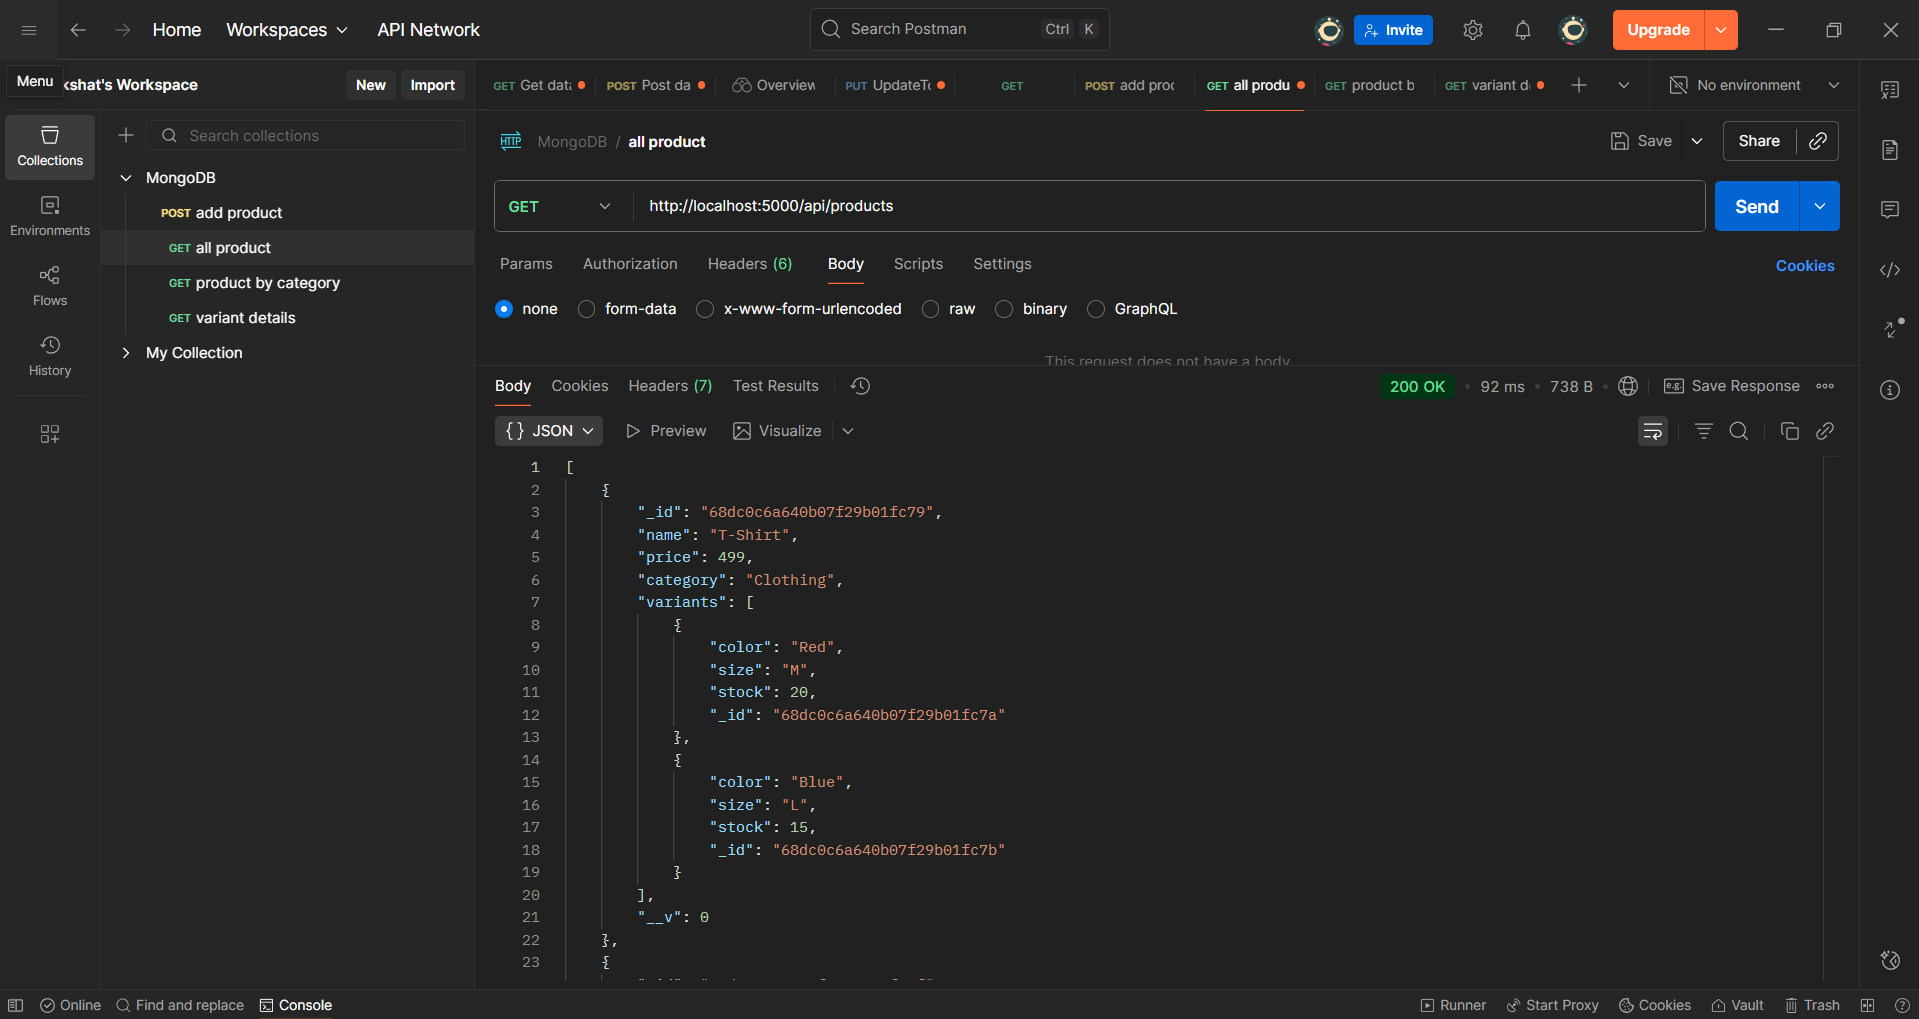 Home Workspaces API Network Search Postman Ctrl K Invite Upgrade
Menu kshat's Workspace New Import
GET Get data POST Post da Overview PUT UpdateTo GET POST add proc GET all produ GET product b GET variant d No environment
Collections
Environments
Flows
History
Search collections
MongoDB
POST add product
GET all product
GET product by category
GET variant details
My Collection
HTTP MongoDB / all product Save Share
GET http://localhost:5000/api/products Send
Params Authorization Headers (6) Body Scripts Settings Cookies
none form-data x-www-form-urlencoded raw binary GraphQL
This request does not have a body
Body Cookies Headers (7) Test Results 200 OK • 92 ms • 738 B • e.g. Save Response
{} JSON Preview Visualize
1 [
2 {
3 "_id": "68dc0c6a640b07f29b01fc79",
4 "name": "T-Shirt",
5 "price": 499,
6 "category": "Clothing",
7 "variants": [
8 {
9 "color": "Red",
10 "size": "M",
11 "stock": 20,
12 "_id": "68dc0c6a640b07f29b01fc7a"
13 },
14 {
15 "color": "Blue",
16 "size": "L",
17 "stock": 15,
18 "_id": "68dc0c6a640b07f29b01fc7b"
19 }
20 ],
21 "__v": 0
22 },
23 {
Online Find and replace Console Runner Start Proxy Cookies Vault Trash